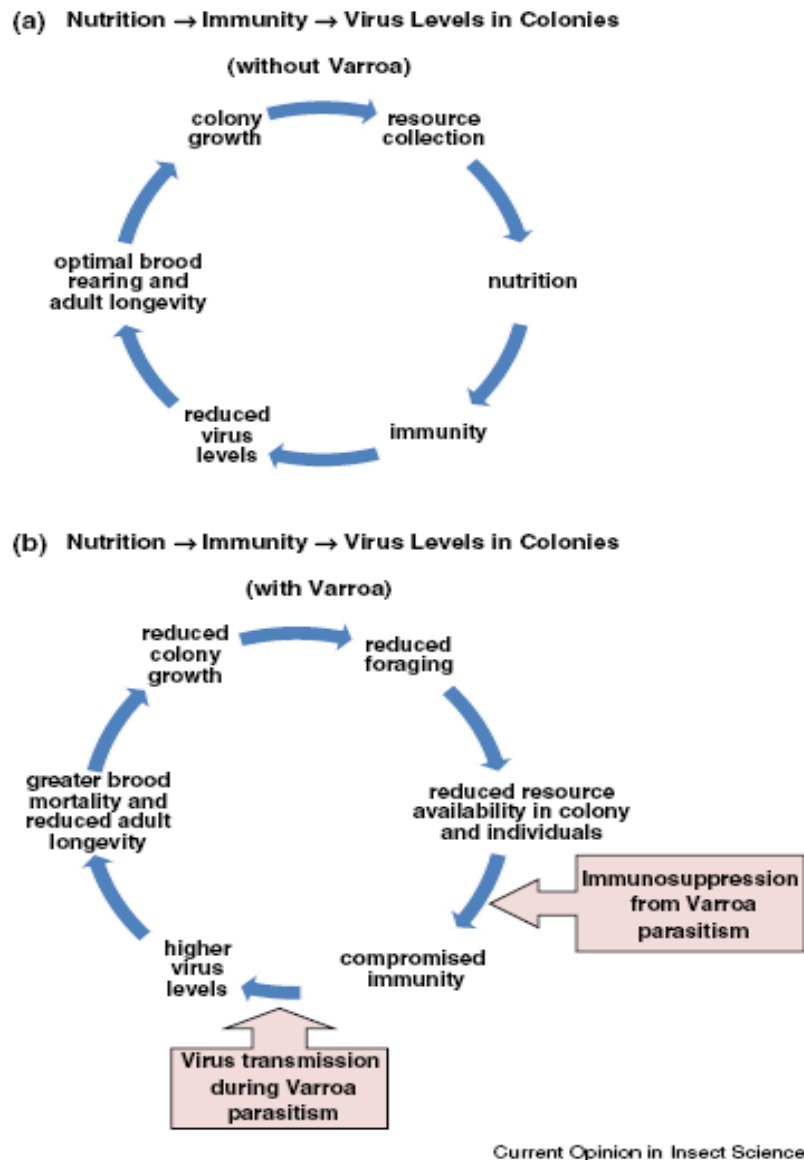 (a) Nutrition → Immunity → Virus Levels in Colonies
(without Varroa)
colony
growth
resource
collection
nutrition
immunity
reduced
virus
levels
optimal brood
rearing and
adult longevity
(b) Nutrition → Immunity → Virus Levels in Colonies
(with Varroa)
reduced
colony
growth
reduced
foraging
reduced resource
availability in colony
and individuals
Immunosuppression
from Varroa
parasitism
compromised
immunity
higher
virus
levels
Virus transmission
during Varroa
parasitism
greater brood
mortality and
reduced adult
longevity
Current Opinion in Insect Science